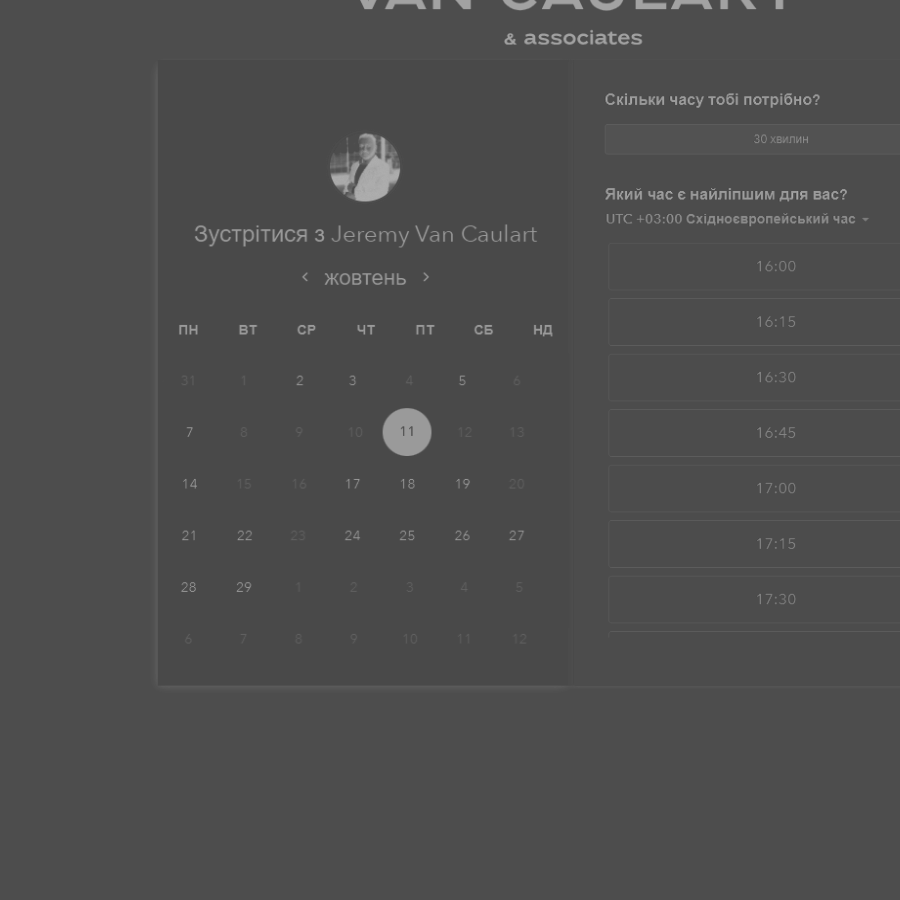 VAN CAULART
& associates
Зустрітися з Jeremy Van Caulart
жовтень
ПН ВТ СР ЧТ ПТ СБ НД
31 1 2 3 4 5 6
7 8 9 10 11 12 13
14 15 16 17 18 19 20
21 22 23 24 25 26 27
28 29 1 2 3 4 5
6 7 8 9 10 11 12
Скільки часу тобі потрібно?
30 хвилин
Який час є найліпшим для вас?
UTC +03:00 Східноєвропейський час
16:00
16:15
16:30
16:45
17:00
17:15
17:30